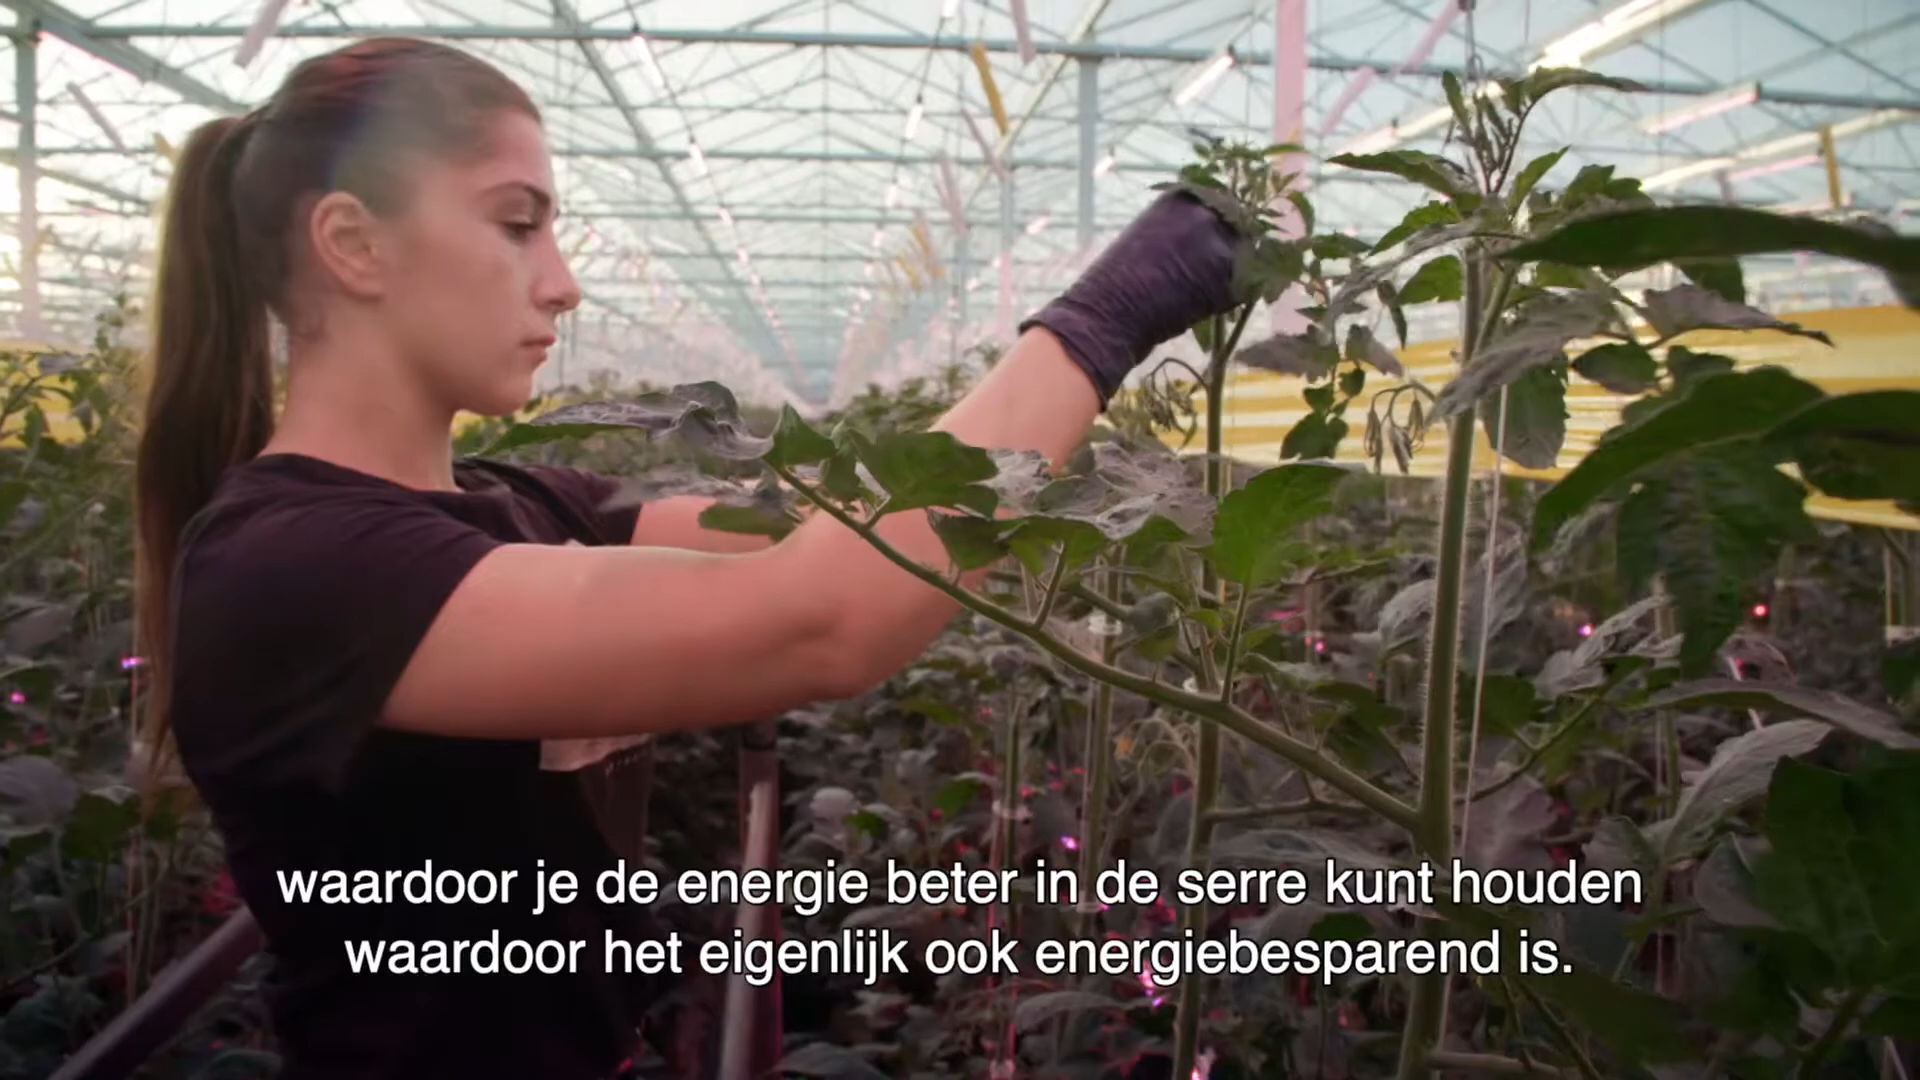 waardoor je de energie beter in de serre kunt houden
waardoor het eigenlijk ook energiebesparend is.